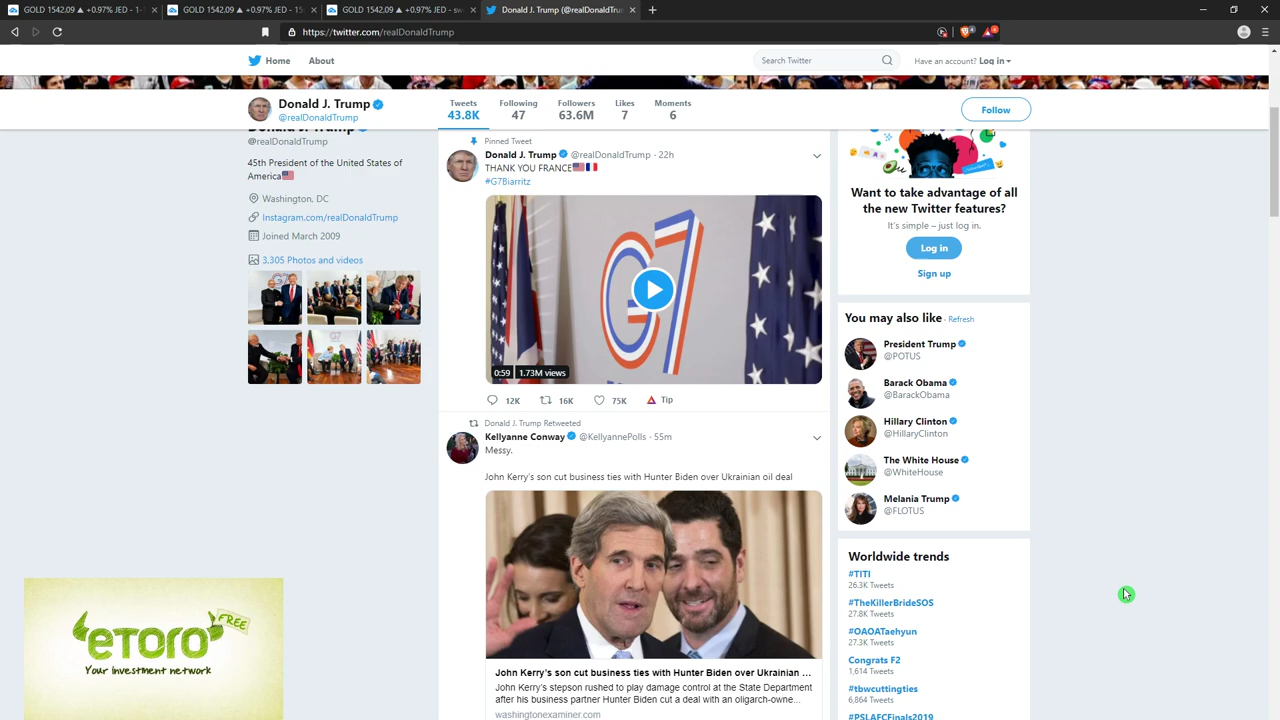 GOLD 1542.09 ▲ +0.97% JED - 1-
GOLD 1542.09 ▲ +0.97% JED - 15
GOLD 1542.09 ▲ +0.97% JED - sw
Donald J. Trump (@realDonaldTrum
https://twitter.com/realDonaldTrump
Home
About
Search Twitter
Have an account? Log in
Donald J. Trump
@realDonaldTrump
Tweets
43.8K
Following
47
Followers
63.6M
Likes
7
Moments
6
Follow
Donald J. Trump
@realDonaldTrump
45th President of the United States of
America🇺🇸
Washington, DC
Instagram.com/realDonaldTrump
Joined March 2009
3,305 Photos and videos
Pinned Tweet
Donald J. Trump @realDonaldTrump · 22h
THANK YOU FRANCE🇺🇸🇫🇷
#G7Biarritz
G7
0:59 | 1.73M views
12K 16K 75K Tip
Donald J. Trump Retweeted
Kellyanne Conway @KellyannePolls · 55m
Messy.
John Kerry's son cut business ties with Hunter Biden over Ukrainian oil deal
John Kerry's son cut business ties with Hunter Biden over Ukrainian ...
John Kerry's stepson rushed to play damage control at the State Department
after his business partner Hunter Biden cut a deal with an oligarch-owne...
washingtonexaminer.com
Want to take advantage of all
the new Twitter features?
It's simple – just log in.
Log in
Sign up
You may also like · Refresh
President Trump
@POTUS
Barack Obama
@BarackObama
Hillary Clinton
@HillaryClinton
The White House
@WhiteHouse
Melania Trump
@FLOTUS
Worldwide trends
#TITI
26.3K Tweets
#TheKillerBrideSOS
27.8K Tweets
#OAOATaehyun
27.3K Tweets
Congrats F2
1,614 Tweets
#tbwcuttingties
6,864 Tweets
#PSLAFCFinals2019
eToro
FREE
Your investment network